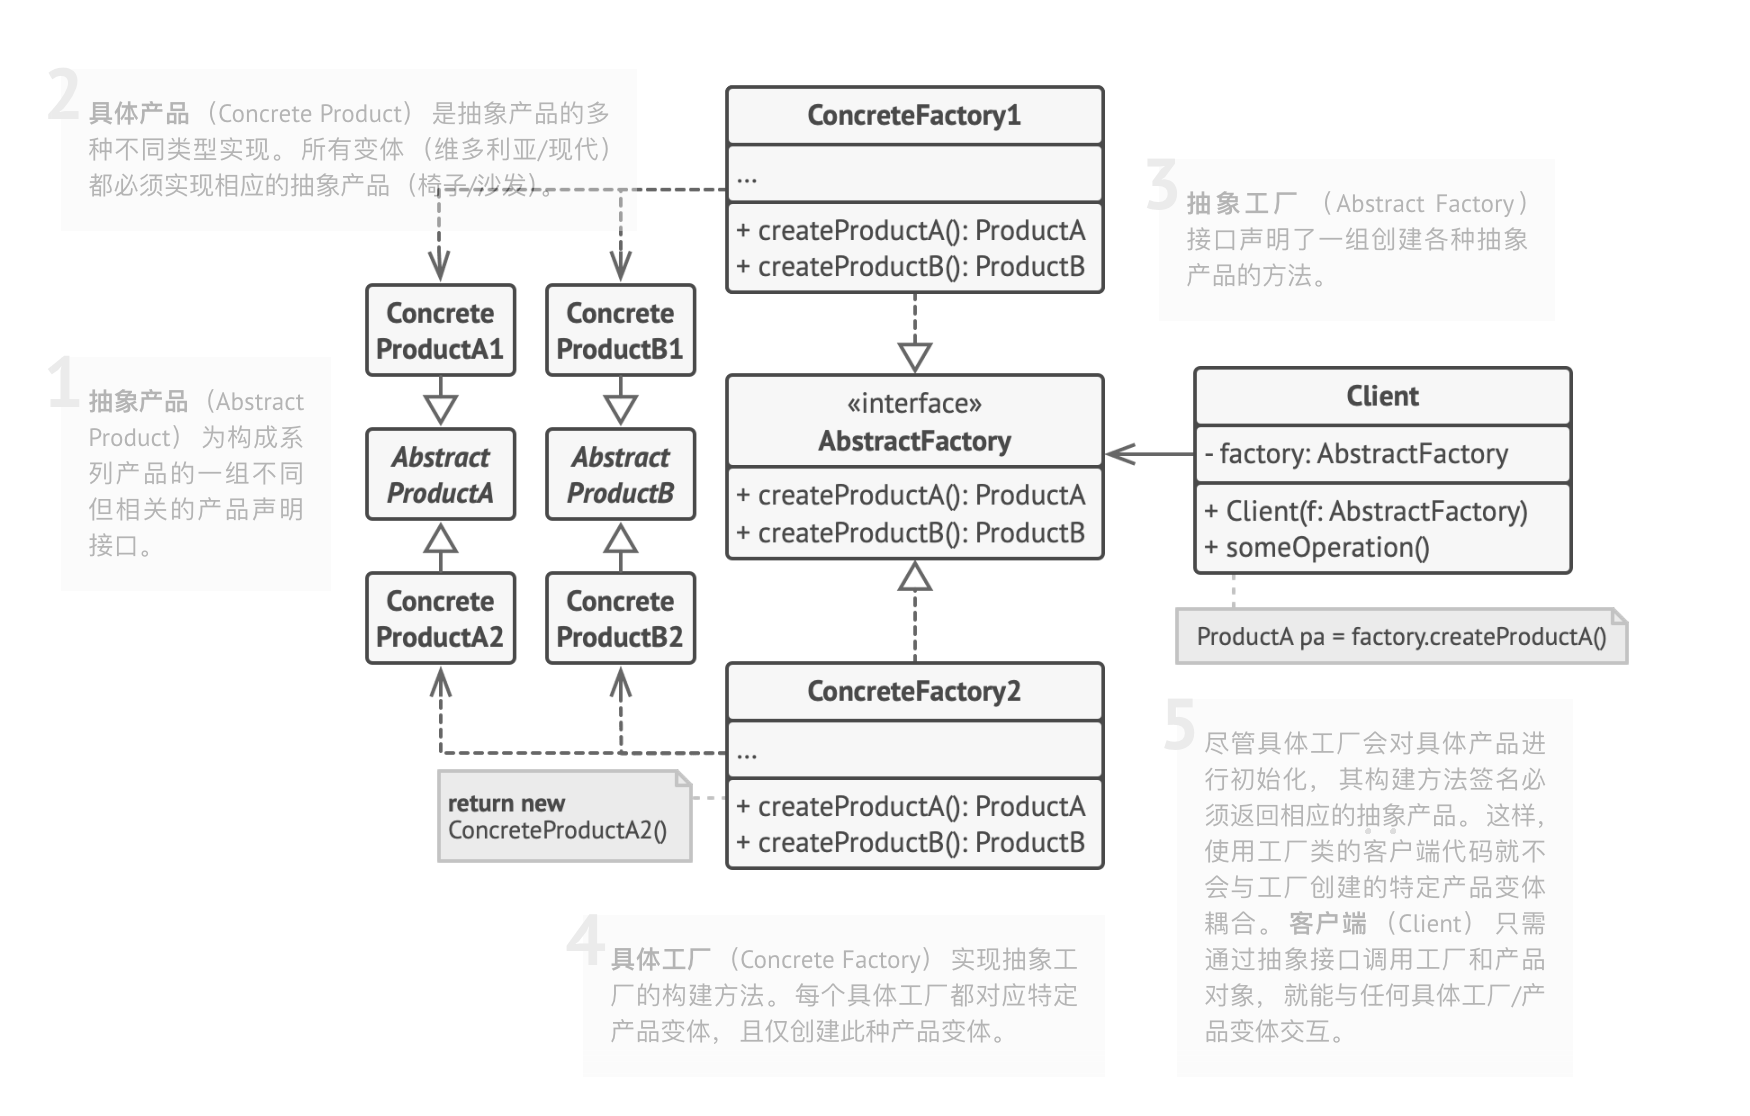 2
具体产品 （Concrete Product） 是抽象产品的多
种不同类型实现。 所有变体 （维多利亚/现代）
都必须实现相应的抽象产品 （椅子/沙发）。
1
抽象产品 （Abstract
Product） 为构成系
列产品的一组不同
但相关的产品声明
接口。
Concrete
ProductA1
Concrete
ProductB1
Abstract
ProductA
Abstract
ProductB
Concrete
ProductA2
Concrete
ProductB2
ConcreteFactory1
...
+ createProductA(): ProductA
+ createProductB(): ProductB
«interface»
AbstractFactory
+ createProductA(): ProductA
+ createProductB(): ProductB
ConcreteFactory2
...
+ createProductA(): ProductA
+ createProductB(): ProductB
return new
ConcreteProductA2()
3
抽象工厂 （Abstract Factory）
接口声明了一组创建各种抽象
产品的方法。
Client
- factory: AbstractFactory
+ Client(f: AbstractFactory)
+ someOperation()
ProductA pa = factory.createProductA()
4
具体工厂 （Concrete Factory） 实现抽象工
厂的构建方法。 每个具体工厂都对应特定
产品变体， 且仅创建此种产品变体。
5
尽管具体工厂会对具体产品进
行初始化， 其构建方法签名必
须返回相应的抽象产品。 这样，
使用工厂类的客户端代码就不
会与工厂创建的特定产品变体
耦合。 客户端 （Client） 只需
通过抽象接口调用工厂和产品
对象， 就能与任何具体工厂/产
品变体交互。